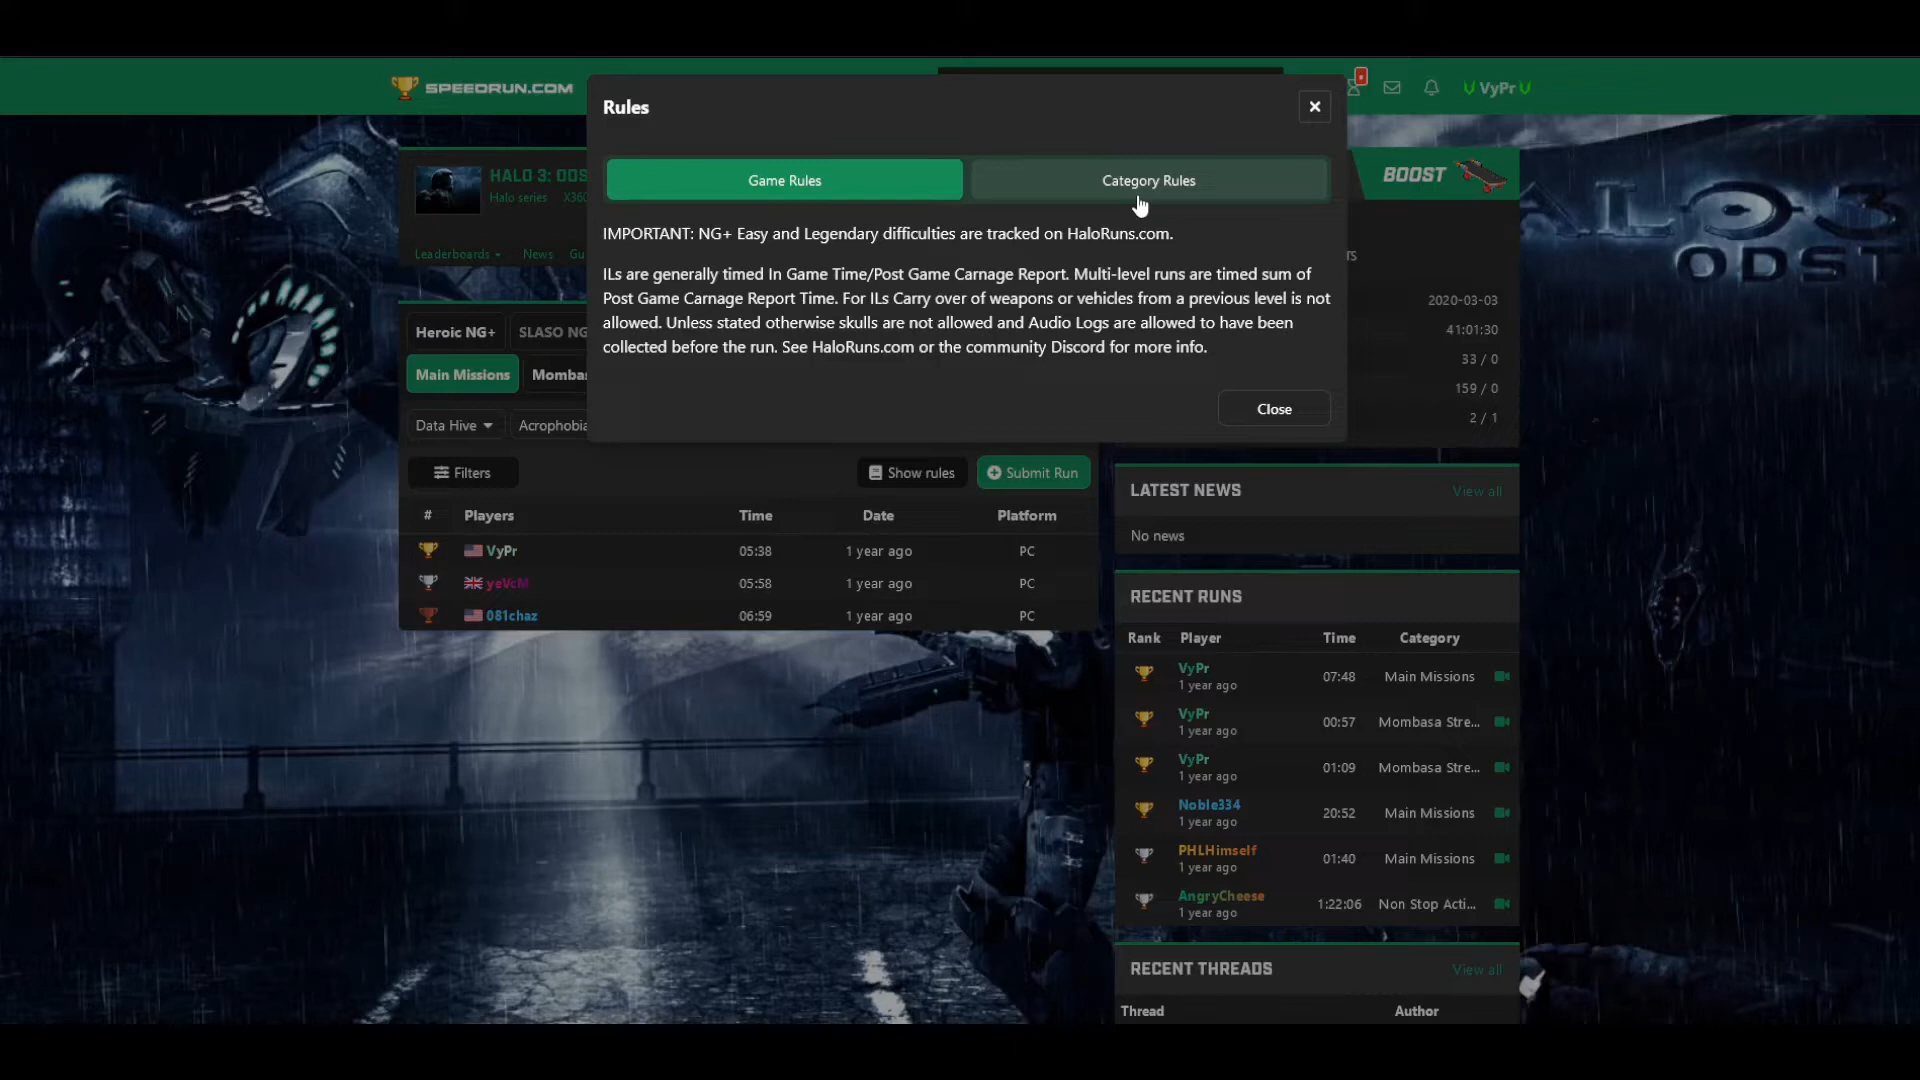 SPEEDRUN.COM
VyPr
Rules
Game Rules
Category Rules
IMPORTANT: NG+ Easy and Legendary difficulties are tracked on HaloRuns.com.
ILs are generally timed In Game Time/Post Game Carnage Report. Multi-level runs are timed sum of
Post Game Carnage Report Time. For ILs Carry over of weapons or vehicles from a previous level is not
allowed. Unless stated otherwise skulls are not allowed and Audio Logs are allowed to have been
collected before the run. See HaloRuns.com or the community Discord for more info.
Close
HALO 3: ODS
Halo series X360
Leaderboards News Gu
BOOST
2020-03-03
41:01:30
33 / 0
159 / 0
2 / 1
Heroic NG+ SLASO NG
Main Missions Momba
Data Hive Acrophobia
Filters Show rules Submit Run
# Players Time Date Platform
VyPr 05:38 1 year ago PC
yeVcM 05:58 1 year ago PC
081chaz 06:59 1 year ago PC
LATEST NEWS View all
No news
RECENT RUNS
Rank Player Time Category
VyPr 07:48 Main Missions
1 year ago
VyPr 00:57 Mombasa Stre...
1 year ago
VyPr 01:09 Mombasa Stre...
1 year ago
Noble334 20:52 Main Missions
1 year ago
PHLHimself 01:40 Main Missions
1 year ago
AngryCheese 1:22:06 Non Stop Acti...
1 year ago
RECENT THREADS View all
Thread Author
ALO 3
ODST